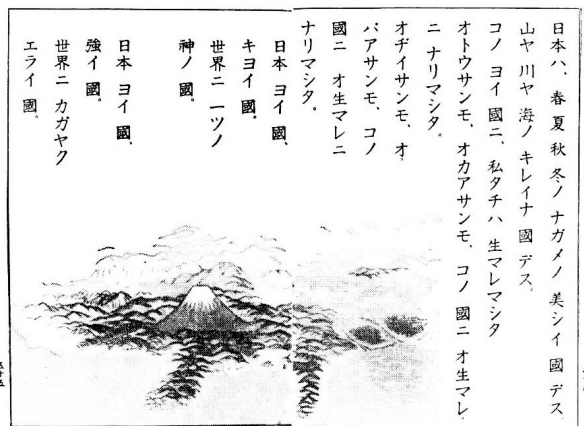 日本ハ、春夏秋冬ノ ナガメノ 美シイ 國 デス。
山ヤ 川ヤ 海ノ キレイナ 國 デス。
コノ ヨイ 國ニ、私タチハ 生マレマシタ
オトウサンモ、オカアサンモ、コノ 國ニ オ生マレ
ニ ナリマシタ。
オヂイサンモ、オ
バアサンモ、コノ
國ニ オ生マレニ
ナリマシタ。
日本 ヨイ 國、
キヨイ 國。
世界ニ 一ツノ
神ノ 國。
日本 ヨイ 國、
強イ 國。
世界ニ カガヤク
エライ 國。